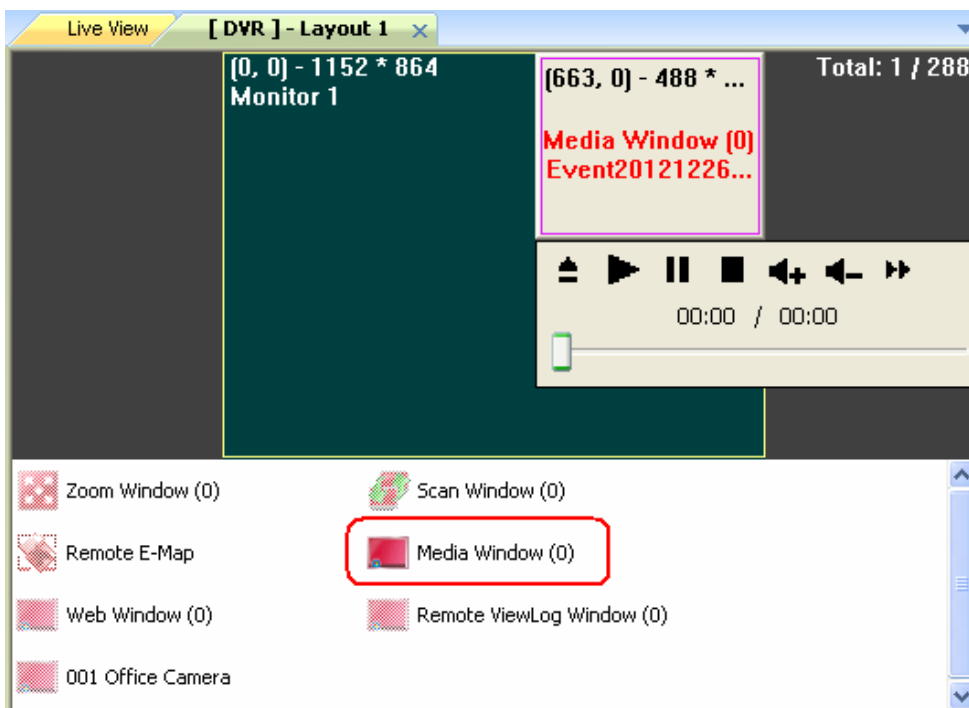 Live View
[ DVR ] - Layout 1
(0, 0) - 1152 * 864
Monitor 1
(663, 0) - 488 * ...
Media Window (0)
Event20121226...
Total: 1 / 288
00:00 / 00:00
Zoom Window (0)
Scan Window (0)
Remote E-Map
Media Window (0)
Web Window (0)
Remote ViewLog Window (0)
001 Office Camera